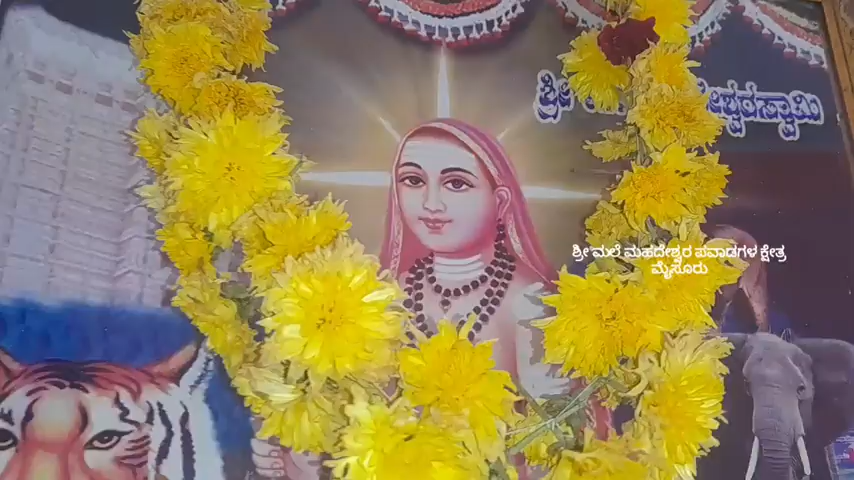 ಶ್ರೀ
ಶ್ವರಸ್ವಾಮಿ
ಶ್ರೀ ಮಲೆ ಮಹದೇಶ್ವರ ಪವಾಡಗಳ ಕ್ಷೇತ್ರ
ಮೈಸೂರು